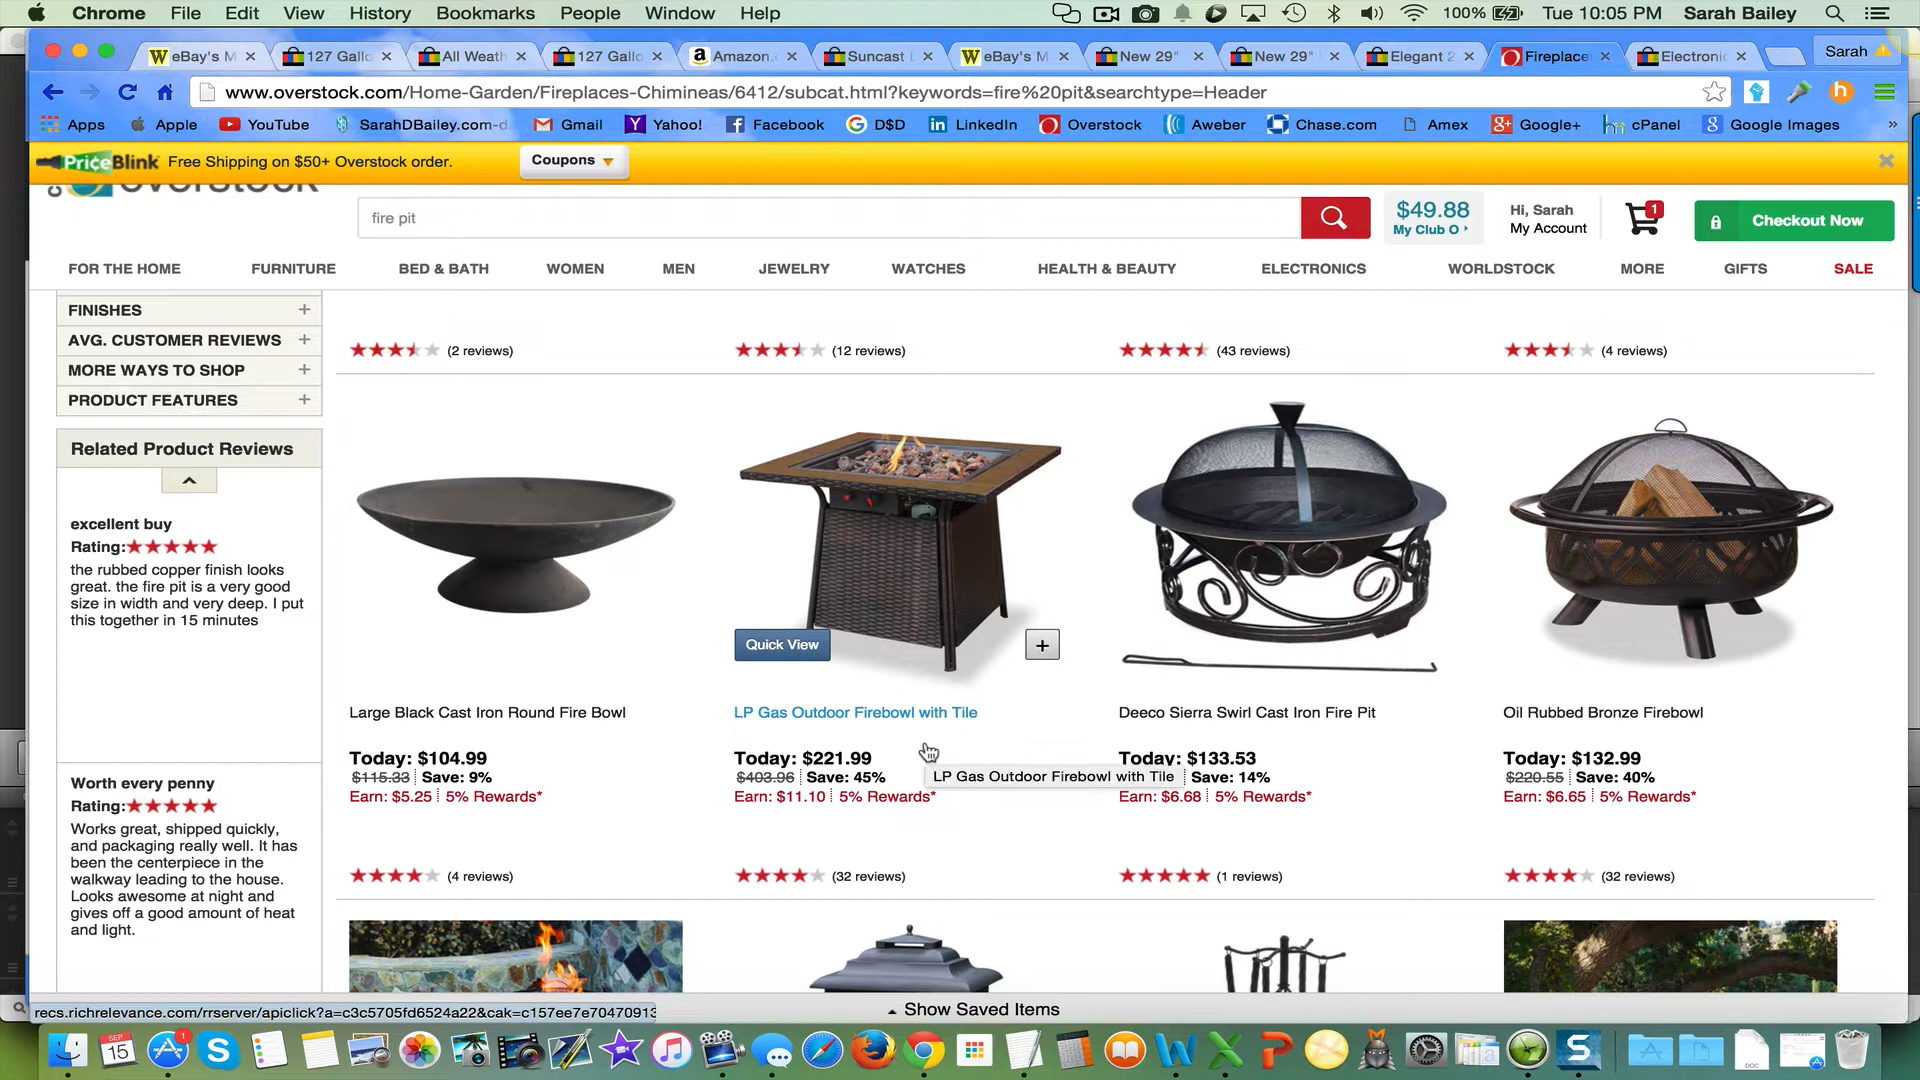 Chrome File Edit View History Bookmarks People Window Help 100% Tue 10:05 PM Sarah Bailey
eBay's M 127 Gallo All Weath 127 Gallo Amazon.c Suncast eBay's M New 29" New 29" Elegant 2 Fireplace Electronic Sarah
www.overstock.com/Home-Garden/Fireplaces-Chimineas/6412/subcat.html?keywords=fire%20pit&searchtype=Header
Apps Apple YouTube SarahDBailey.com-d. Gmail Yahoo! Facebook D$D LinkedIn Overstock Aweber Chase.com Amex Google+ cPanel Google Images »
PriceBlink Free Shipping on $50+ Overstock order. Coupons
overstock
fire pit
$49.88
My Club O
Hi, Sarah
My Account
1
Checkout Now
FOR THE HOME FURNITURE BED & BATH WOMEN MEN JEWELRY WATCHES HEALTH & BEAUTY ELECTRONICS WORLDSTOCK MORE GIFTS SALE
FINISHES +
AVG. CUSTOMER REVIEWS +
MORE WAYS TO SHOP +
PRODUCT FEATURES +
Related Product Reviews
excellent buy
Rating:
the rubbed copper finish looks
great. the fire pit is a very good
size in width and very deep. I put
this together in 15 minutes
Worth every penny
Rating:
Works great, shipped quickly,
and packaging really well. It has
been the centerpiece in the
walkway leading to the house.
Looks awesome at night and
gives off a good amount of heat
and light.
(2 reviews) (12 reviews) (43 reviews) (4 reviews)
Quick View +
Large Black Cast Iron Round Fire Bowl
Today: $104.99
$115.33 Save: 9%
Earn: $5.25 5% Rewards*
(4 reviews)
LP Gas Outdoor Firebowl with Tile
Today: $221.99
$403.96 Save: 45%
Earn: $11.10 5% Rewards*
(32 reviews)
LP Gas Outdoor Firebowl with Tile
Deeco Sierra Swirl Cast Iron Fire Pit
Today: $133.53
Save: 14%
Earn: $6.68 5% Rewards*
(1 reviews)
Oil Rubbed Bronze Firebowl
Today: $132.99
$220.55 Save: 40%
Earn: $6.65 5% Rewards*
(32 reviews)
Show Saved Items
recs.richrelevance.com/rrserver/apiclick?a=c3c5705fd6524a22&cak=c157ee7e70470913
SEP
15
1
DOC